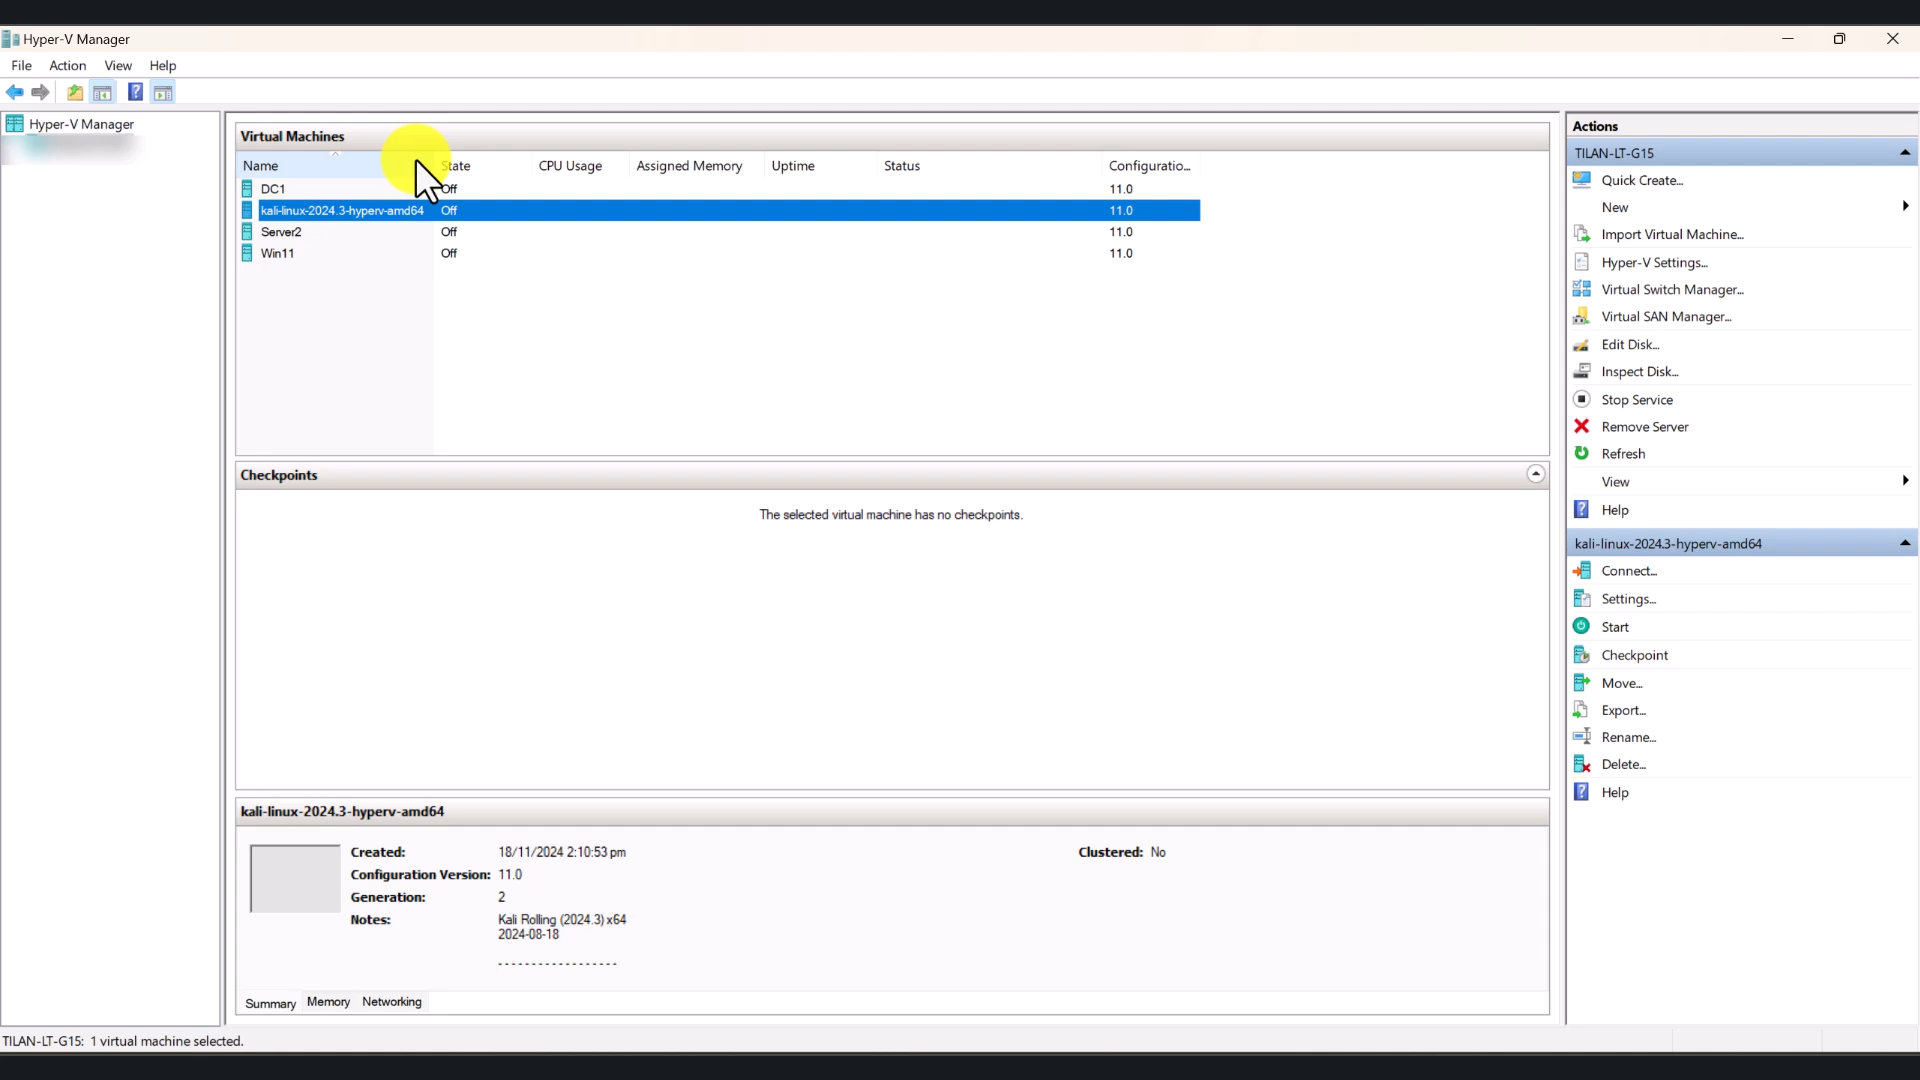 Hyper-V Manager
File Action View Help
Hyper-V Manager
Virtual Machines
Name State CPU Usage Assigned Memory Uptime Status Configuratio...
DC1 Off 11.0
kali-linux-2024.3-hyperv-amd64 Off 11.0
Server2 Off 11.0
Win11 Off 11.0
Checkpoints
The selected virtual machine has no checkpoints.
kali-linux-2024.3-hyperv-amd64
Created: 18/11/2024 2:10:53 pm Clustered: No
Configuration Version: 11.0
Generation: 2
Notes: Kali Rolling (2024.3) x64
2024-08-18
- - - - - - - - - - - - - - - - - -
Summary Memory Networking
Actions
TILAN-LT-G15
Quick Create...
New
Import Virtual Machine...
Hyper-V Settings...
Virtual Switch Manager...
Virtual SAN Manager...
Edit Disk...
Inspect Disk...
Stop Service
Remove Server
Refresh
View
Help
kali-linux-2024.3-hyperv-amd64
Connect...
Settings...
Start
Checkpoint
Move...
Export...
Rename...
Delete...
Help
TILAN-LT-G15: 1 virtual machine selected.